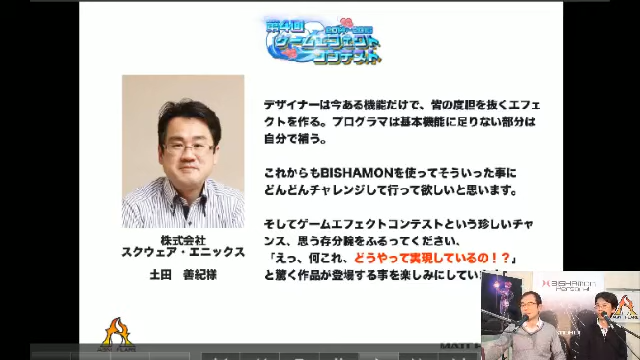 第4回
ゲームエフェクト
コンテスト
デザイナーは今ある機能だけで、皆の度胆を抜くエフェ
クトを作る。プログラマは基本機能に足りない部分は
自分で補う。
これからもBISHAMONを使ってそういった事に
どんどんチャレンジして行って欲しいと思います。
そしてゲームエフェクトコンテストという珍しいチャ
ンス、思う存分腕をふるってください、
「えっ、何これ、どうやって実現しているの！？」
と驚く作品が登場する事を楽しみにしてい
株式会社
スクウェア・エニックス
土田　善紀様
BISHAMON